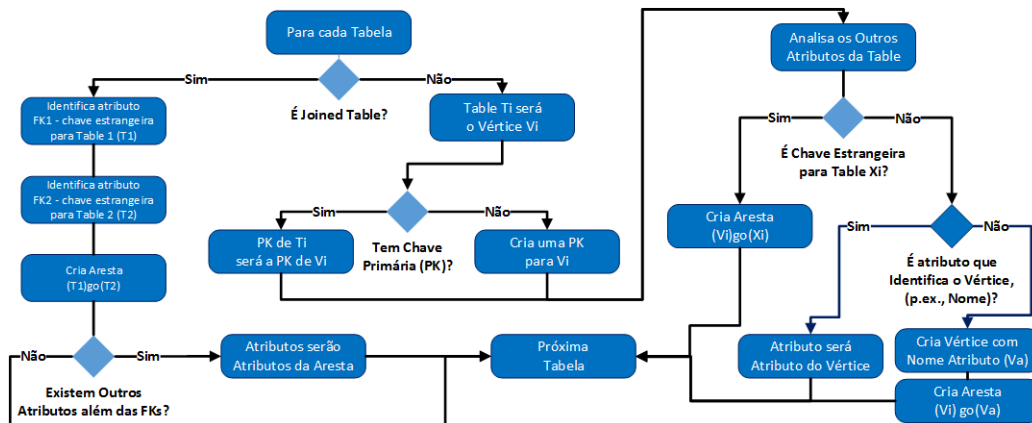 Para cada Tabela
Sim
Não
É Joined Table?
Identifica atributo
FK1 - chave estrangeira
para Table 1 (T1)
Identifica atributo
FK2 - chave estrangeira
para Table 2 (T2)
Cria Aresta
(T1)go(T2)
Não
Sim
Existem Outros
Atributos além das FKs?
Atributos serão
Atributos da Aresta
Table Ti será
o Vértice Vi
Sim
Não
Tem Chave
Primária (PK)?
PK de Ti
será a PK de Vi
Cria uma PK
para Vi
Próxima
Tabela
Analisa os Outros
Atributos da Table
Sim
Não
É Chave Estrangeira
para Table Xi?
Cria Aresta
(Vi)go(Xi)
Sim
Não
É atributo que
Identifica o Vértice,
(p.ex., Nome)?
Atributo será
Atributo do Vértice
Cria Vértice com
Nome Atributo (Va)
Cria Aresta
(Vi) go(Va)